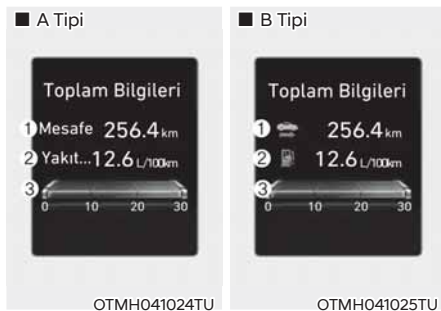 ■ A Tipi
Toplam Bilgileri
1 Mesafe 256.4 km
2 Yakıt... 12.6 L/100km
3
0 10 20 30
OTMH041024TU
■ B Tipi
Toplam Bilgileri
1 256.4 km
2 12.6 L/100km
3
0 10 20 30
OTMH041025TU